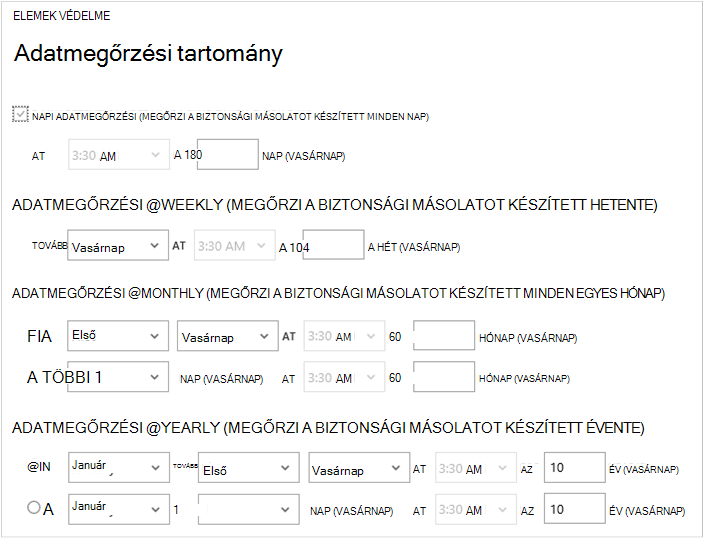 ELEMEK VÉDELME
Adatmegőrzési tartomány
NAPI ADATMEGŐRZÉSI (MEGŐRZI A BIZTONSÁGI MÁSOLATOT KÉSZÍTETT MINDEN NAP)
AT 3:30 AM A 180 NAP (VASÁRNAP)
ADATMEGŐRZÉSI @WEEKLY (MEGŐRZI A BIZTONSÁGI MÁSOLATOT KÉSZÍTETT HETENTE)
TOVÁBB Vasárnap AT 3:30 AM A 104 A HÉT (VASÁRNAP)
ADATMEGŐRZÉSI @MONTHLY (MEGŐRZI A BIZTONSÁGI MÁSOLATOT KÉSZÍTETT MINDEN EGYES HÓNAP)
FIA Első Vasárnap AT 3:30 AM 60 HÓNAP (VASÁRNAP)
A TÖBBI 1 NAP (VASÁRNAP) AT 3:30 AM 60 HÓNAP (VASÁRNAP)
ADATMEGŐRZÉSI @YEARLY (MEGŐRZI A BIZTONSÁGI MÁSOLATOT KÉSZÍTETT ÉVENTE)
@IN Január TOVÁBB Első Vasárnap AT 3:30 AM AZ 10 ÉV (VASÁRNAP)
A Január 1 NAP (VASÁRNAP) AT 3:30 AM AZ 10 ÉV (VASÁRNAP)